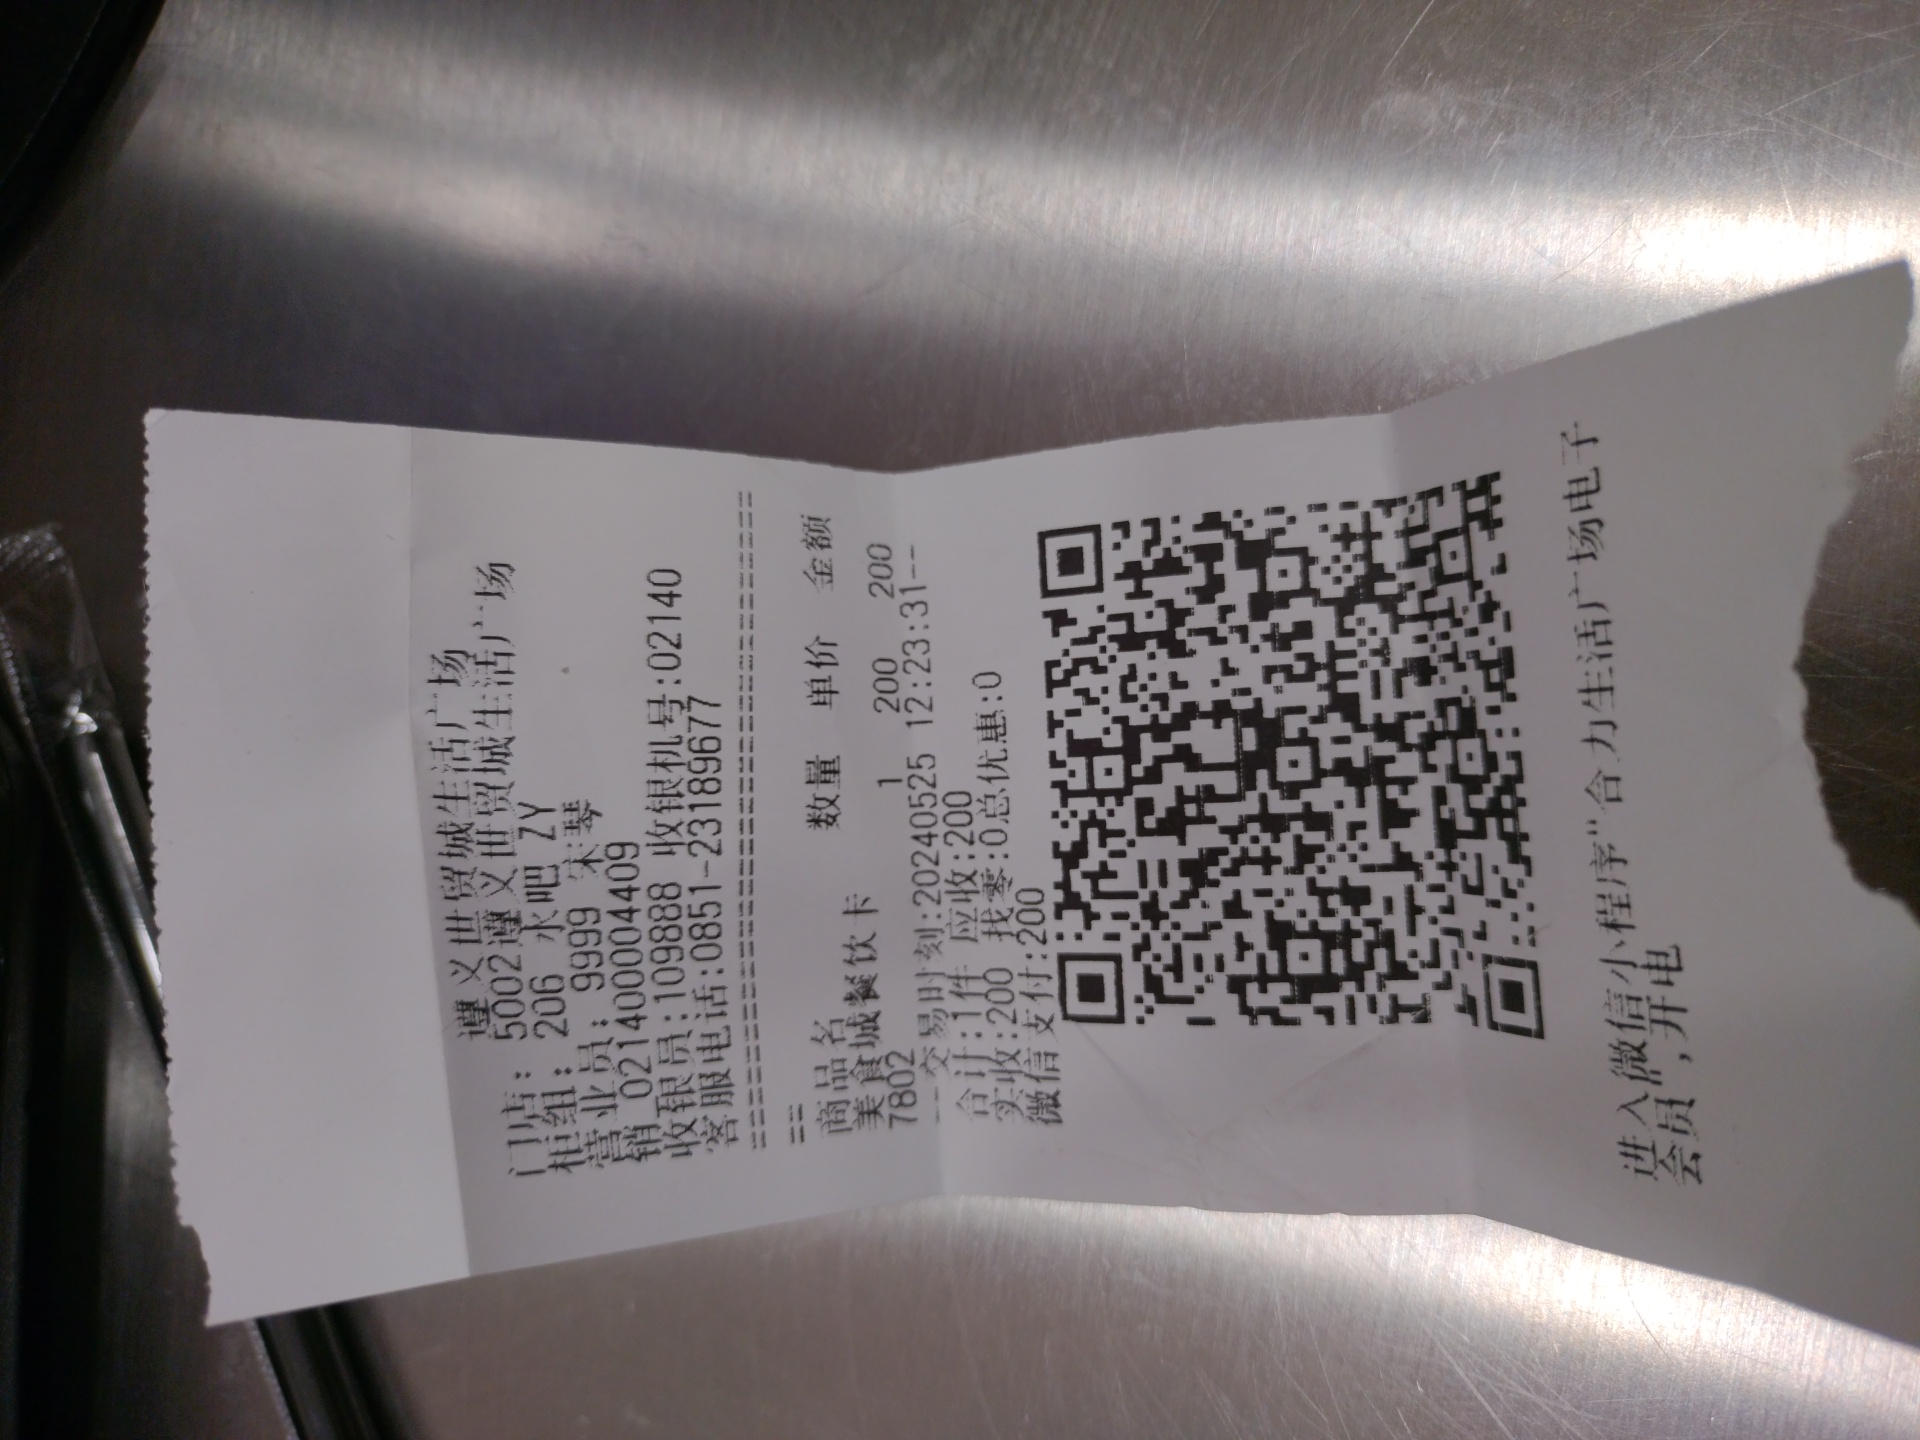 遵义世贸城生活广场
门店： 5002遵义世贸城生活广场
柜组： 206 水吧 ZY
营业员： 9999 宋琴
销 021400004409
收银员:109888 收银机号:02140
客服电话:0851-23189677
==========================================
==
商品名 数量 单价 金额
美食城餐饮卡
7802 1 200 200
--交易时刻:20240525 12:23:31--
合计:1件 应收:200
实收:200 找零:0总优惠:0
微信支付:200
进入微信小程序"合力生活广场电子
会员,开电